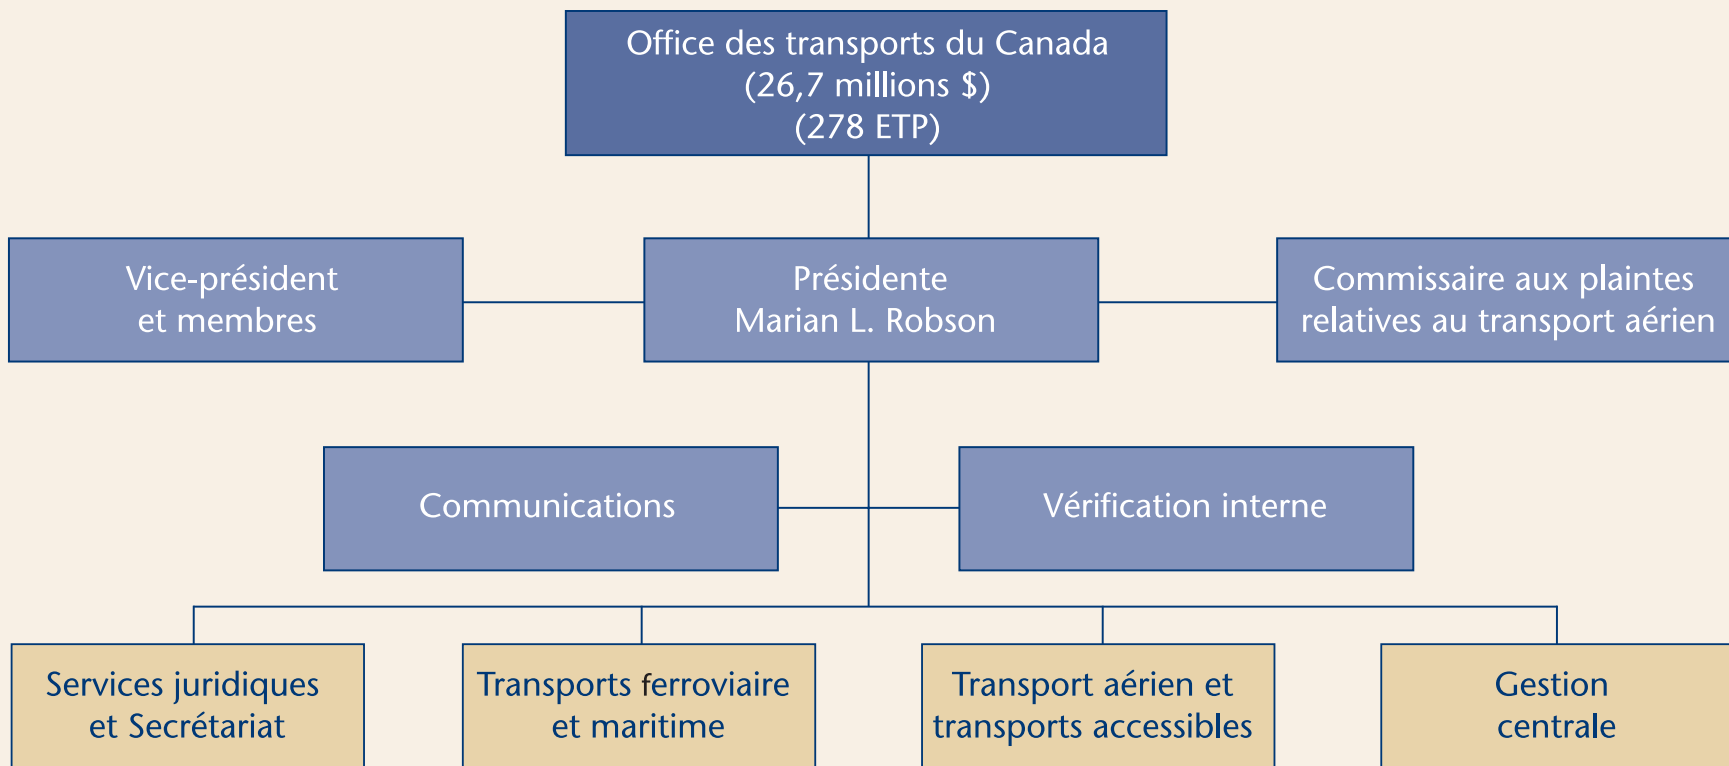 Office des transports du Canada
(26,7 millions $)
(278 ETP)
Vice-président
et membres
Présidente
Marian L. Robson
Commissaire aux plaintes
relatives au transport aérien
Communications
Vérification interne
Services juridiques
et Secrétariat
Transports ferroviaire
et maritime
Transport aérien et
transports accessibles
Gestion
centrale